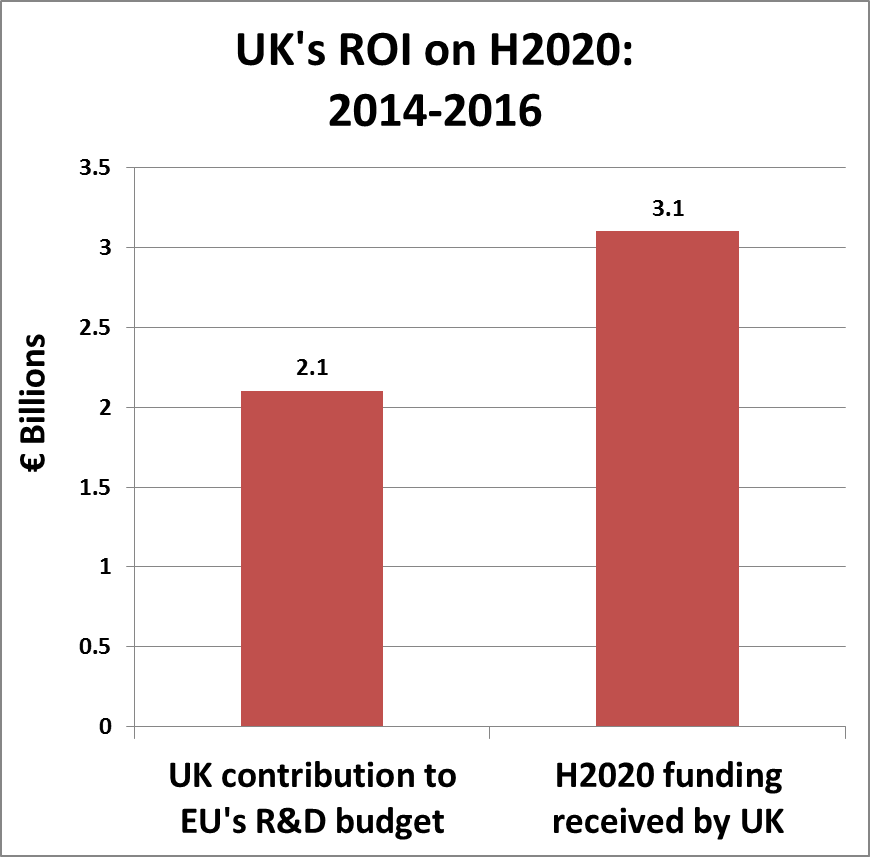 UK's ROI on H2020:
2014-2016
€ Billions
3.5
3
2.5
2
1.5
1
0.5
0
2.1
3.1
UK contribution to
EU's R&D budget
H2020 funding
received by UK